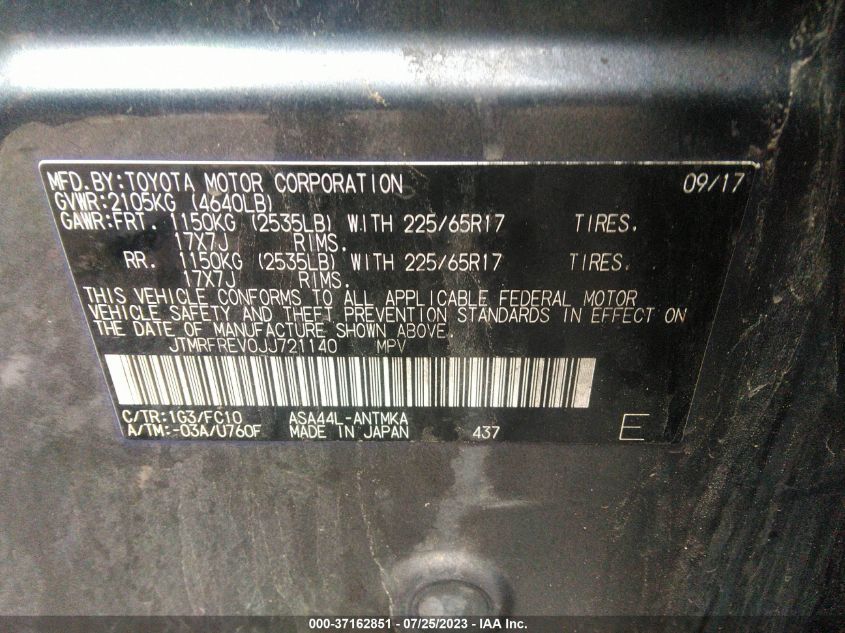 MFD.BY:TOYOTA MOTOR CORPORATION 09/17
GVWR:2105KG (4640LB)
GAWR:FRT. 1150KG (2535LB) WITH 225/65R17 TIRES.
17X7J RIMS.
RR. 1150KG (2535LB) WITH 225/65R17 TIRES.
17X7J RIMS.
THIS VEHICLE CONFORMS TO ALL APPLICABLE FEDERAL MOTOR
VEHICLE SAFETY AND THEFT PREVENTION STANDARDS IN EFFECT ON
THE DATE OF MANUFACTURE SHOWN ABOVE.
JTMRFREV0JJ721140 MPV
C/TR:1G3/FC10 ASA44L-ANTMKA
A/TM:-03A/U760F MADE IN JAPAN 437 E
000-37162851 - 07/25/2023 - IAA Inc.